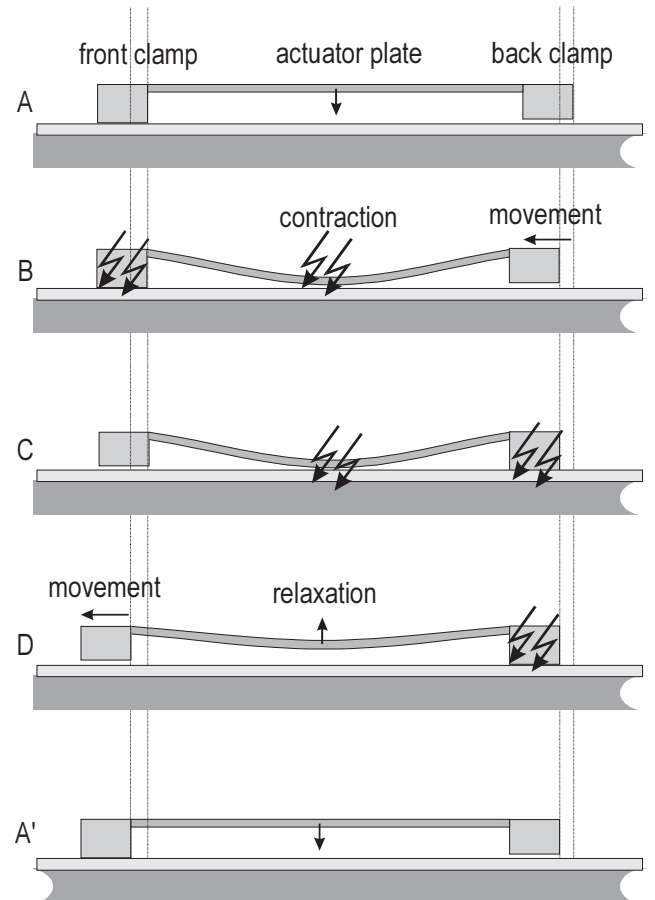 front clamp actuator plate back clamp
A
contraction movement
B
C
movement relaxation
D
A'